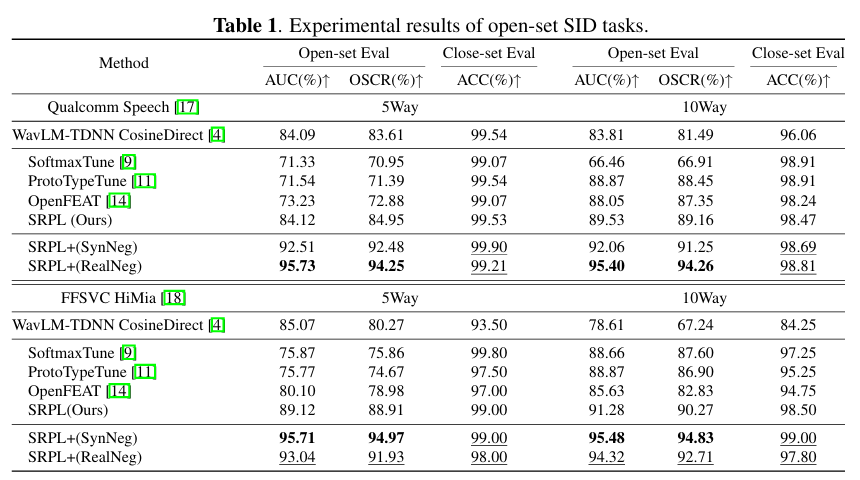 Table 1. Experimental results of open-set SID tasks.
Method Open-set Eval Close-set Eval Open-set Eval Close-set Eval
AUC(%)↑ OSCR(%)↑ ACC(%)↑ AUC(%)↑ OSCR(%)↑ ACC(%)↑
Qualcomm Speech [17] 5Way 10Way
WavLM-TDNN CosineDirect [4] 84.09 83.61 99.54 83.81 81.49 96.06
SoftmaxTune [9] 71.33 70.95 99.07 66.46 66.91 98.91
ProtoTypeTune [11] 71.54 71.39 99.54 88.87 88.45 98.91
OpenFEAT [14] 73.23 72.88 99.07 88.05 87.35 98.24
SRPL (Ours) 84.12 84.95 99.53 89.53 89.16 98.47
SRPL+(SynNeg) 92.51 92.48 99.90 92.06 91.25 98.69
SRPL+(RealNeg) 95.73 94.25 99.21 95.40 94.26 98.81
FFSVC HiMia [18] 5Way 10Way
WavLM-TDNN CosineDirect [4] 85.07 80.27 93.50 78.61 67.24 84.25
SoftmaxTune [9] 75.87 75.86 99.80 88.66 87.60 97.25
ProtoTypeTune [11] 75.77 74.67 97.50 88.87 86.90 95.25
OpenFEAT [14] 80.10 78.98 97.00 85.63 82.83 94.75
SRPL(Ours) 89.12 88.91 99.00 91.28 90.27 98.50
SRPL+(SynNeg) 95.71 94.97 99.00 95.48 94.83 99.00
SRPL+(RealNeg) 93.04 91.93 98.00 94.32 92.71 97.80